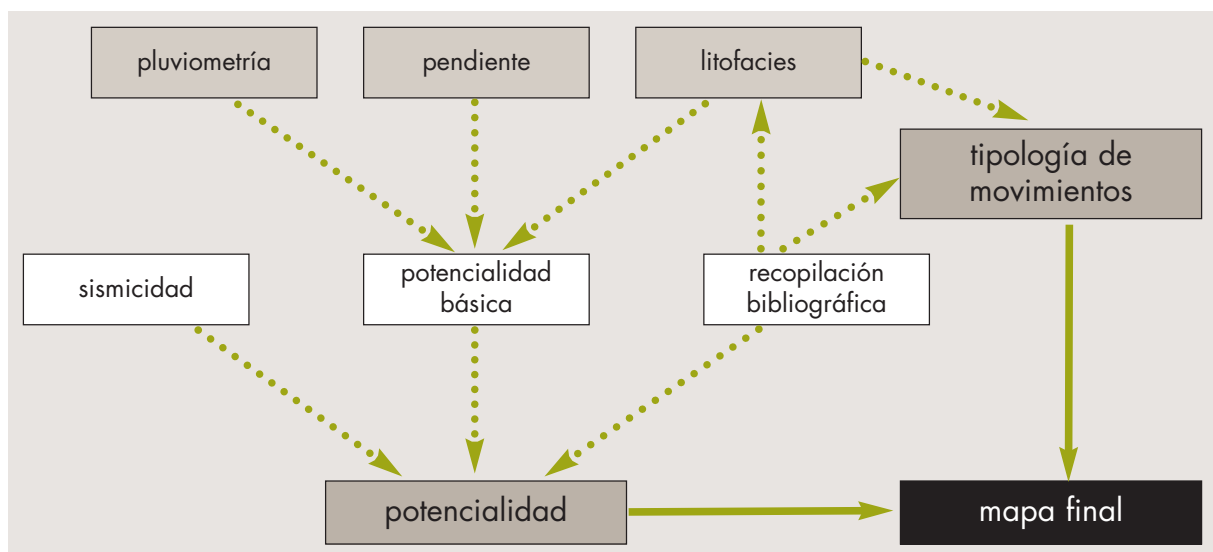 pluviometría
pendiente
litofacies
tipología de
movimientos
sismicidad
potencialidad
básica
recopilación
bibliográfica
potencialidad
mapa final